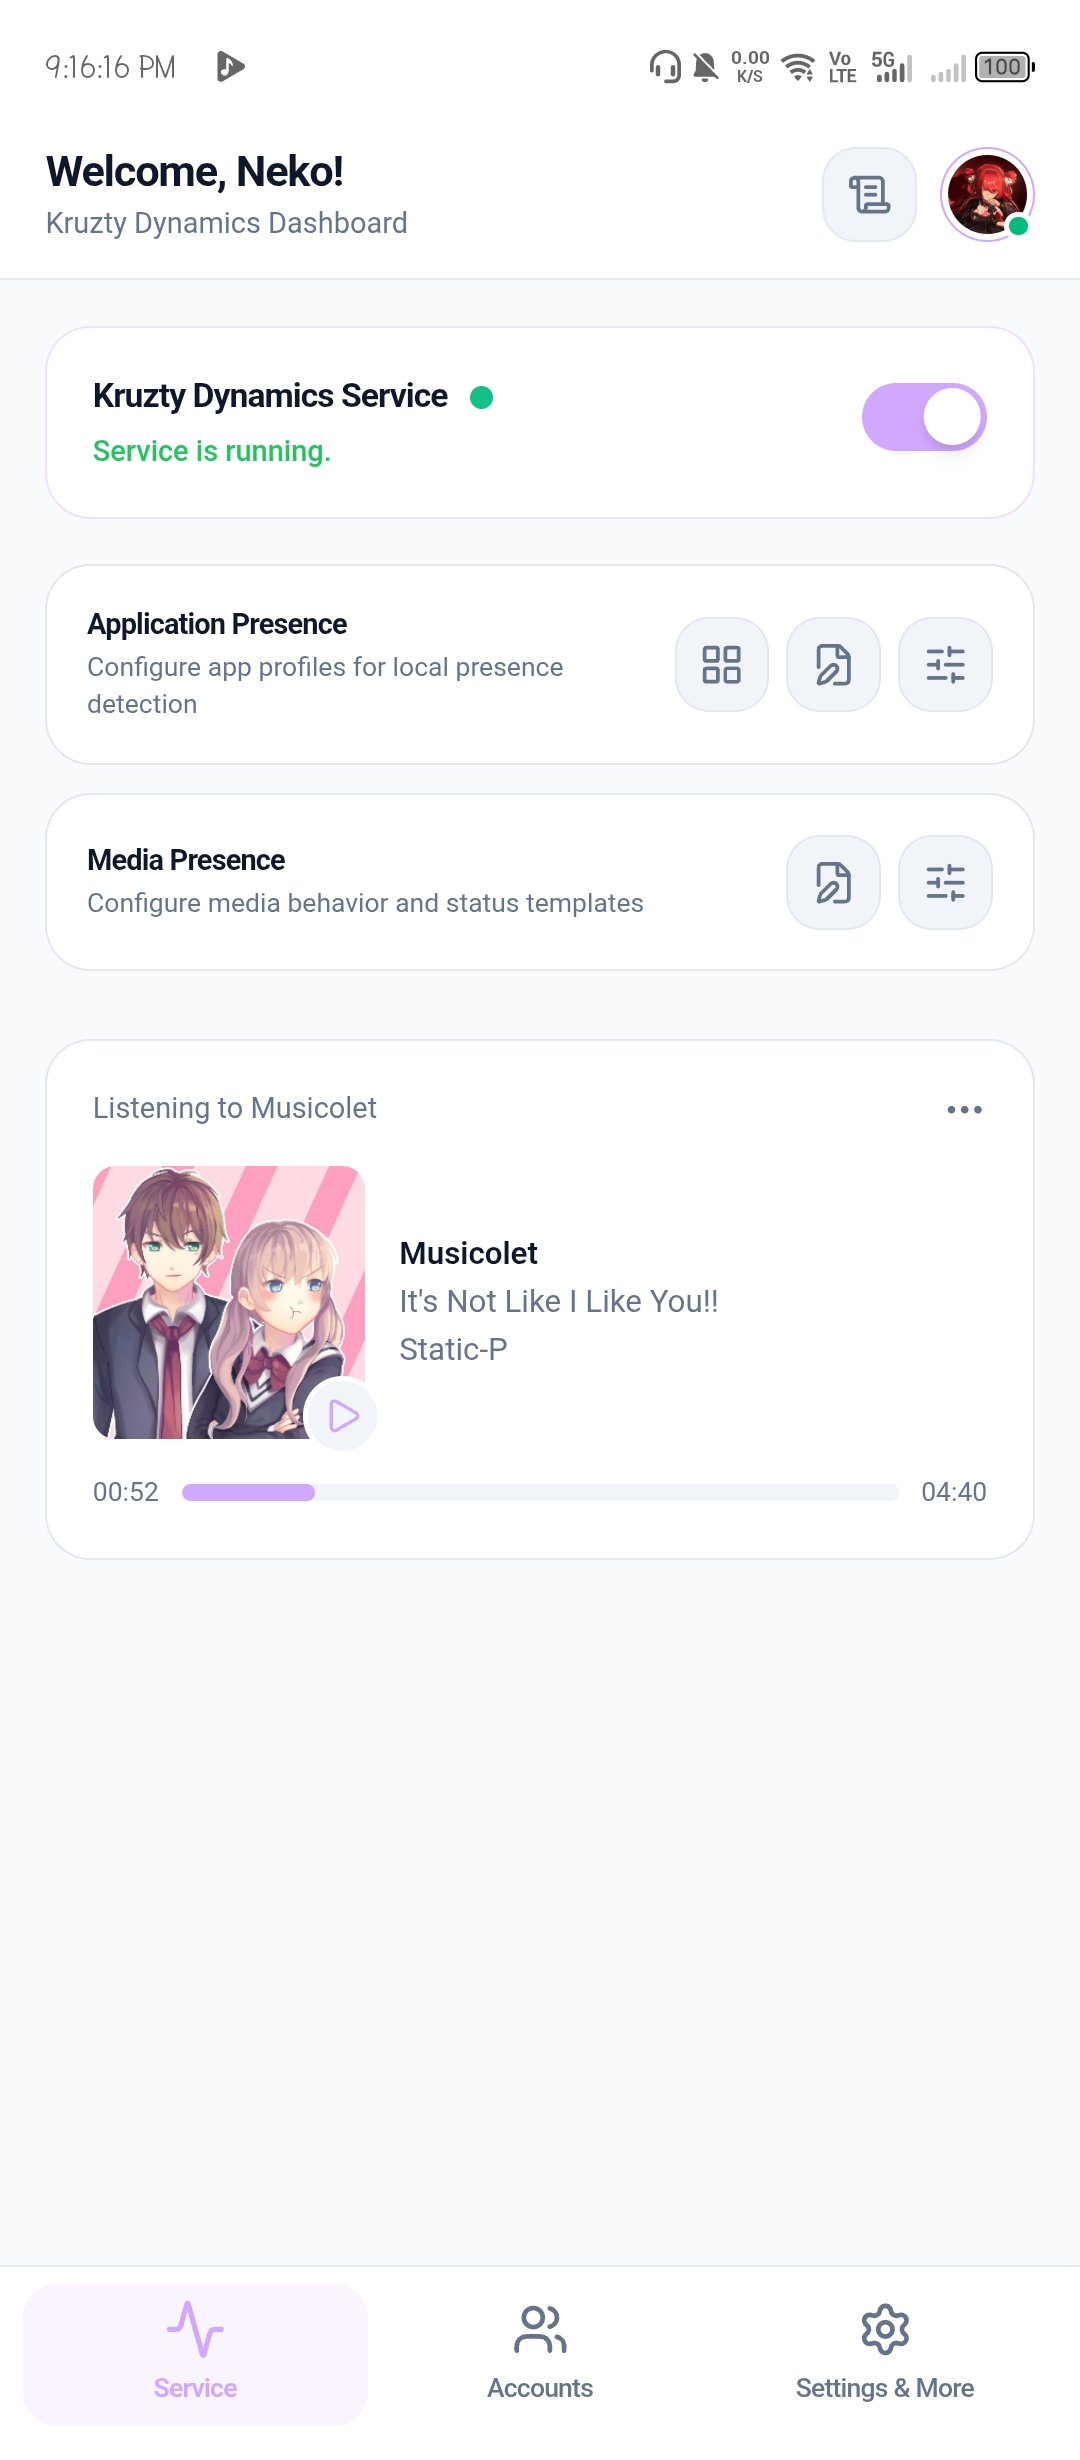 9:16:16 PM
0.00
K/S
Vo
LTE
5G
100
Welcome, Neko!
Kruzty Dynamics Dashboard
Kruzty Dynamics Service
Service is running.
Application Presence
Configure app profiles for local presence
detection
Media Presence
Configure media behavior and status templates
Listening to Musicolet
Musicolet
It's Not Like I Like You!!
Static-P
00:52
04:40
Service
Accounts
Settings & More